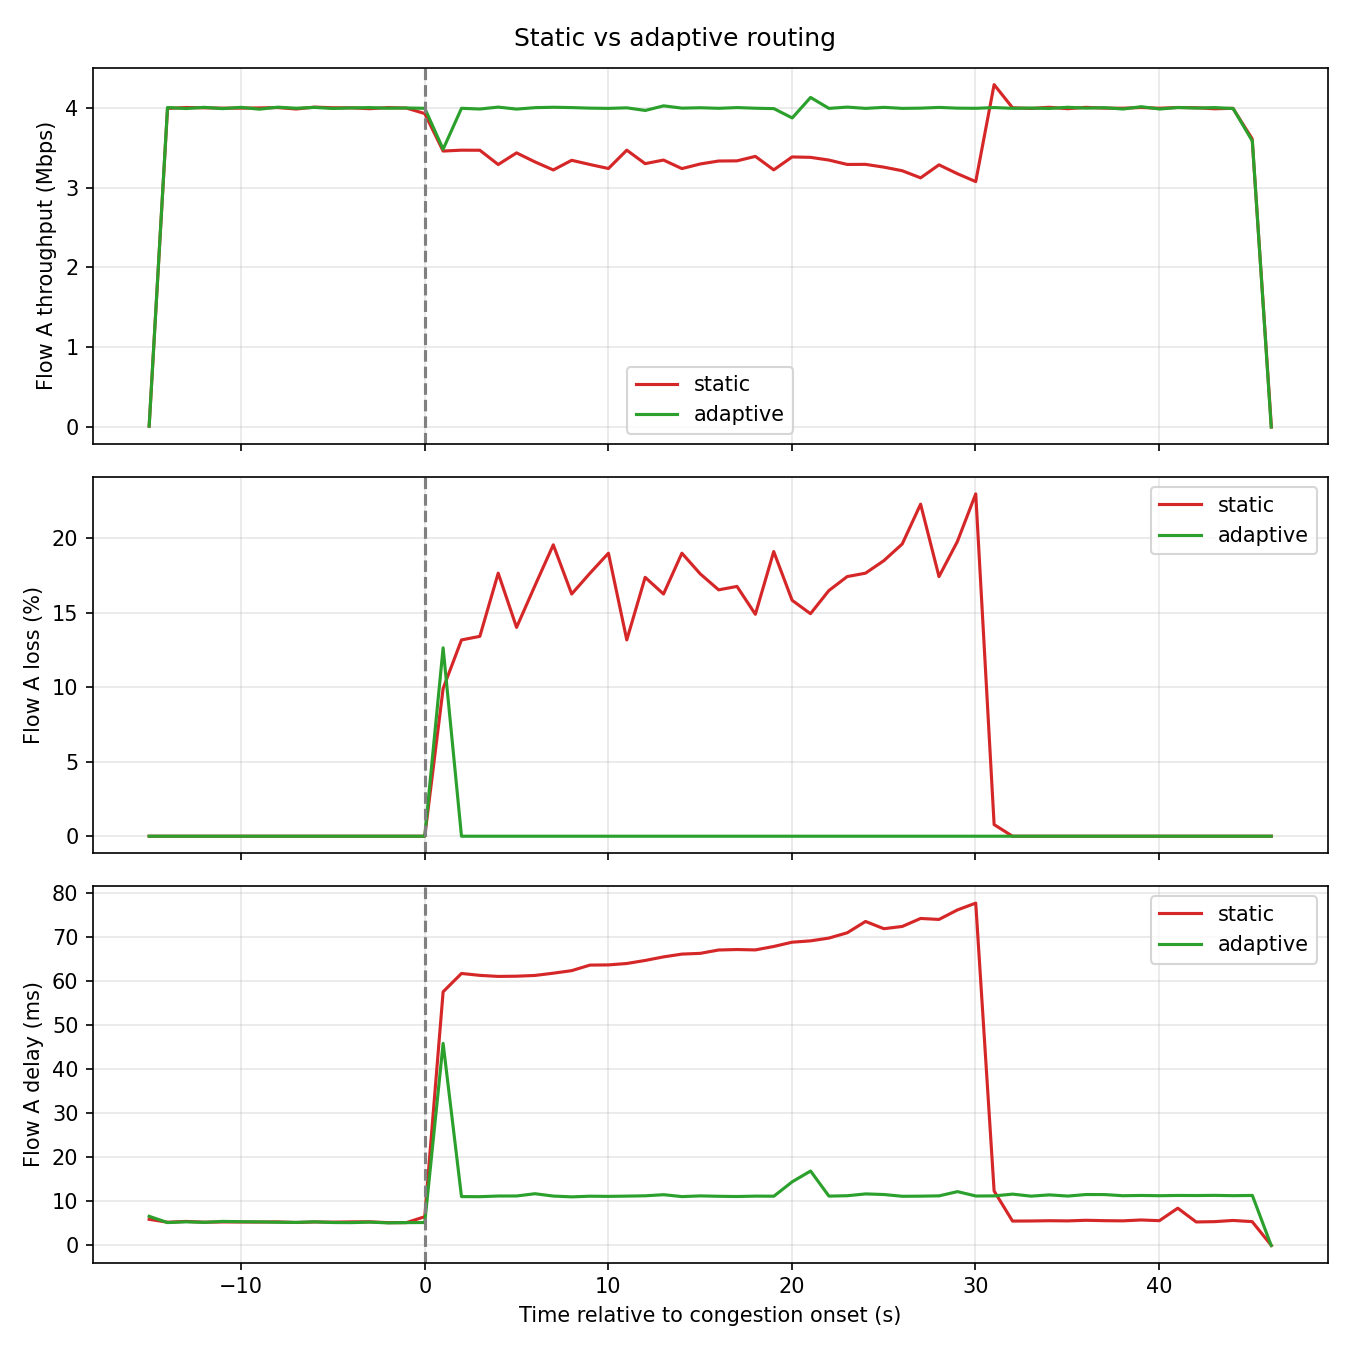 Static vs adaptive routing
Flow A throughput (Mbps)
4
3
2
1
0
static
adaptive
Flow A loss (%)
20
15
10
5
0
static
adaptive
Flow A delay (ms)
80
70
60
50
40
30
20
10
0
static
adaptive
−10 0 10 20 30 40
Time relative to congestion onset (s)